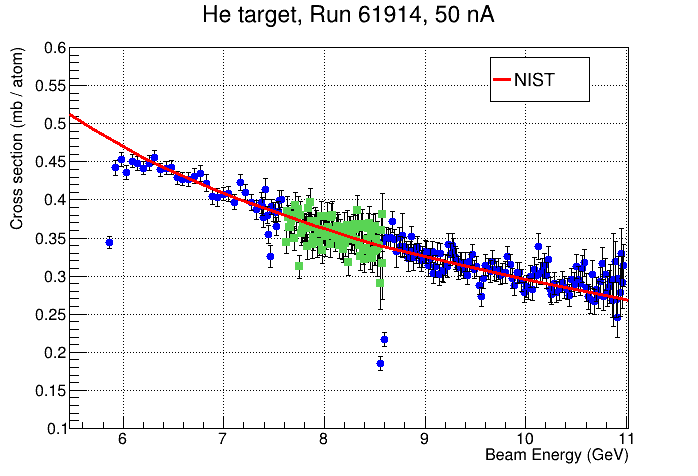 He target, Run 61914, 50 nA
Cross section (mb / atom)
0.6
0.55
0.5
0.45
0.4
0.35
0.3
0.25
0.2
0.15
0.1
NIST
6 7 8 9 10 11
Beam Energy (GeV)